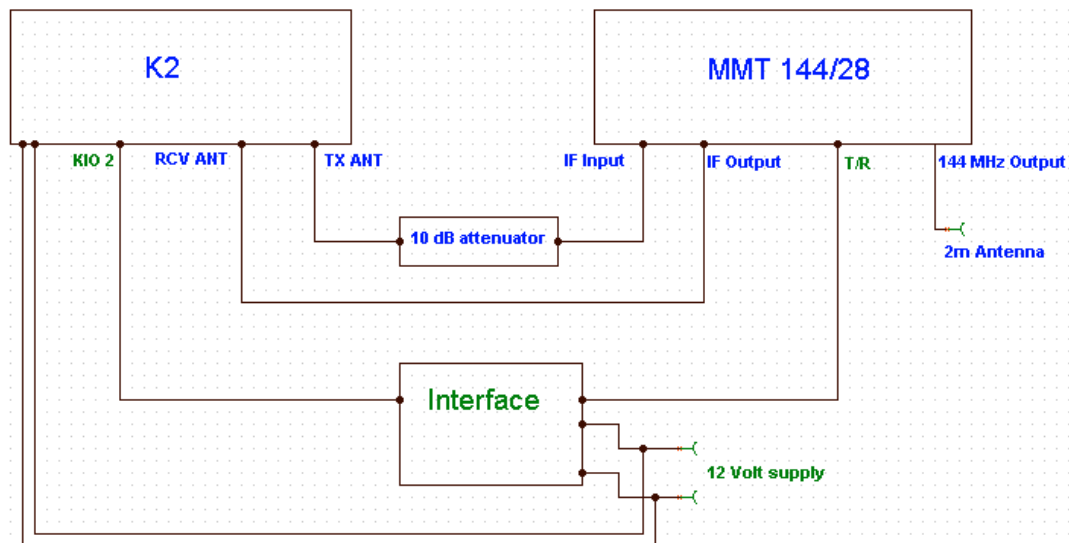 K2
MMT 144/28
KIO 2
RCV ANT
TX ANT
IF Input
IF Output
T/R
144 MHz Output
10 dB attenuator
2m Antenna
Interface
12 Volt supply